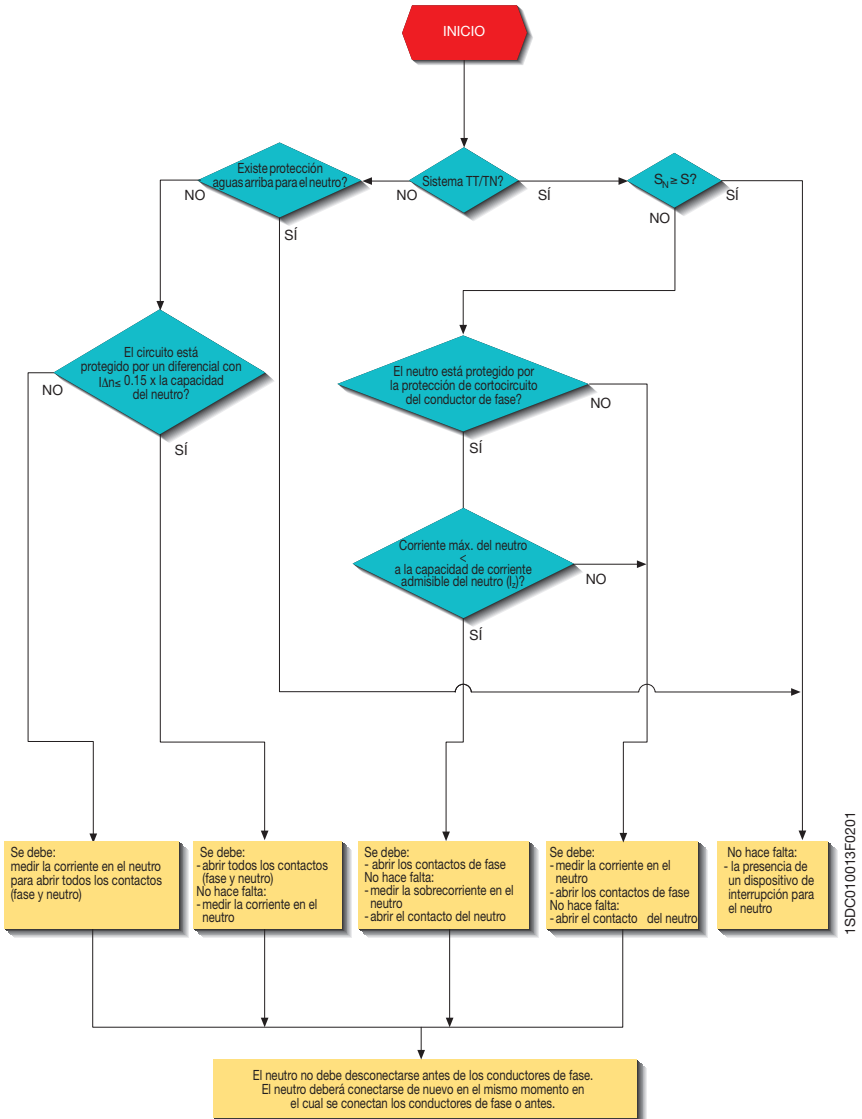 INICIO
Existe protección
aguas arriba para el neutro?
NO
SÍ
Sistema TT/TN?
NO
SÍ
S_N ≥ S?
SÍ
NO
El circuito está
protegido por un diferencial con
IΔn≤ 0.15 x la capacidad
del neutro?
NO
SÍ
El neutro está protegido por
la protección de cortocircuito
del conductor de fase?
NO
SÍ
Corriente máx. del neutro
<
a la capacidad de corriente
admisible del neutro (I_z)?
NO
SÍ
Se debe:
medir la corriente en el neutro
para abrir todos los contactos
(fase y neutro)
Se debe:
- abrir todos los contactos
(fase y neutro)
No hace falta:
- medir la corriente en el
neutro
Se debe:
- abrir los contactos de fase
No hace falta:
- medir la sobrecorriente en el
neutro
- abrir el contacto del neutro
Se debe:
- medir la corriente en el
neutro
- abrir los contactos de fase
No hace falta:
- abrir el contacto del neutro
No hace falta:
- la presencia de
un dispositivo de
interrupción para
el neutro
1SDC010013F0201
El neutro no debe desconectarse antes de los conductores de fase.
El neutro deberá conectarse de nuevo en el mismo momento en
el cual se conectan los conductores de fase o antes.